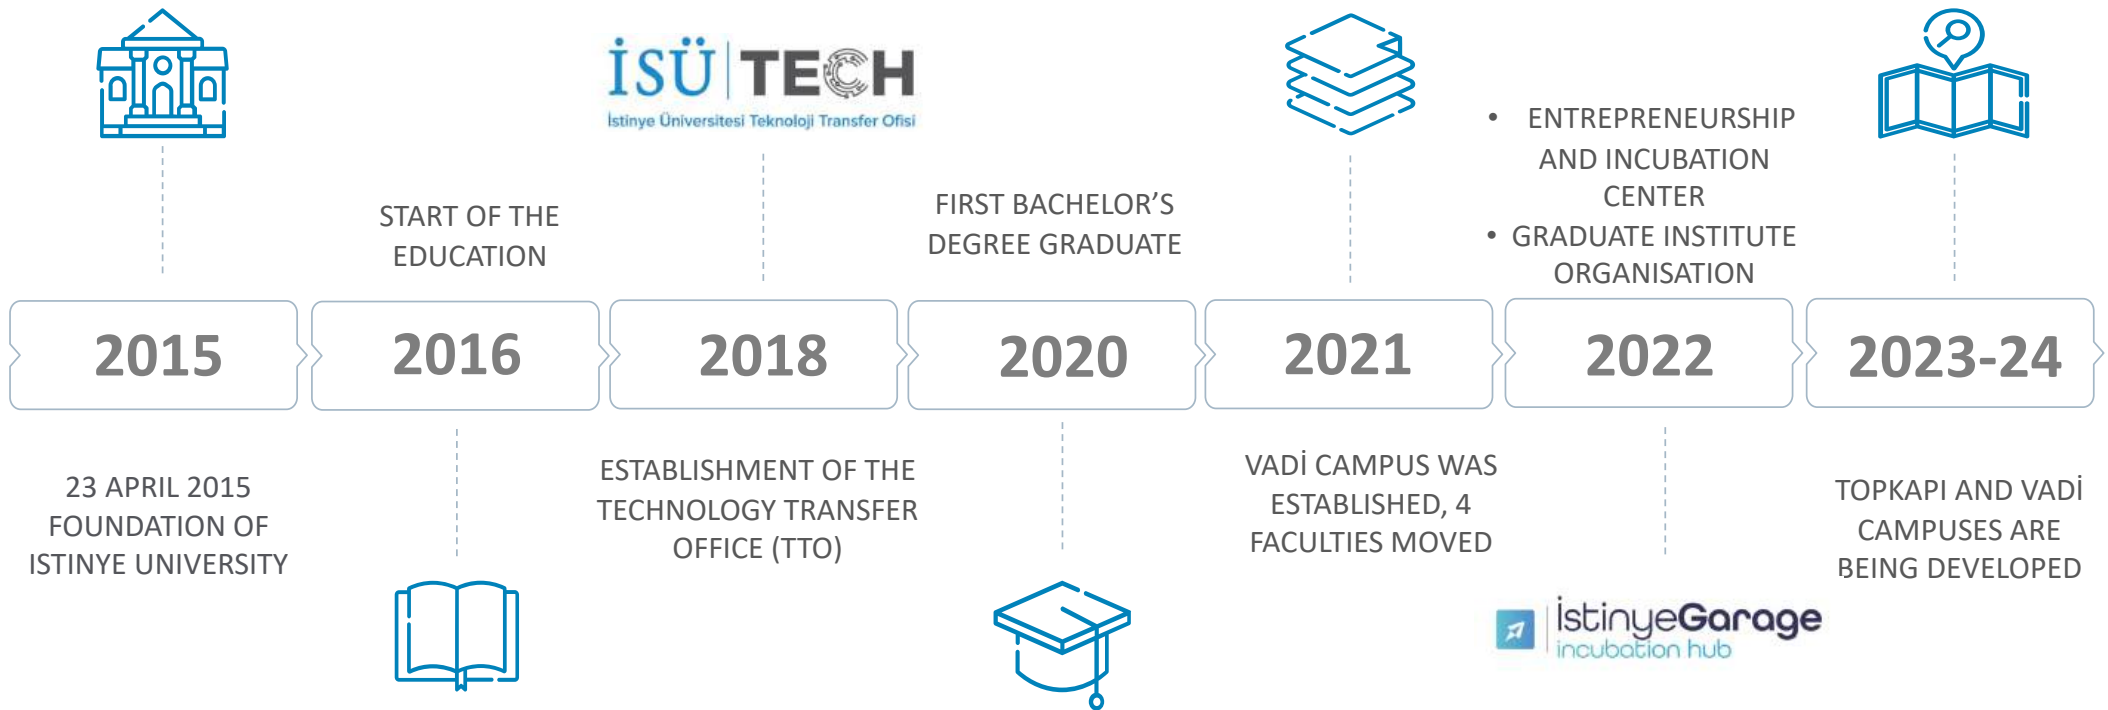 İSÜ TECH
İstinye Üniversitesi Teknoloji Transfer Ofisi
• ENTREPRENEURSHIP
AND INCUBATION
CENTER
• GRADUATE INSTITUTE
ORGANISATION
START OF THE
EDUCATION
FIRST BACHELOR’S
DEGREE GRADUATE
2015
2016
2018
2020
2021
2022
2023-24
23 APRIL 2015
FOUNDATION OF
ISTINYE UNIVERSITY
ESTABLISHMENT OF THE
TECHNOLOGY TRANSFER
OFFICE (TTO)
VADİ CAMPUS WAS
ESTABLISHED, 4
FACULTIES MOVED
TOPKAPI AND VADİ
CAMPUSES ARE
BEING DEVELOPED
İstinyeGarage
incubation hub